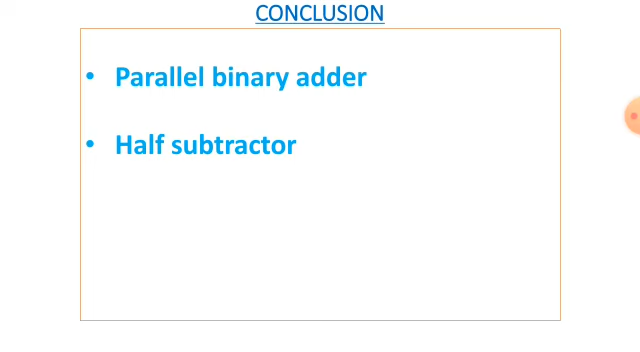 CONCLUSION
• Parallel binary adder
• Half subtractor